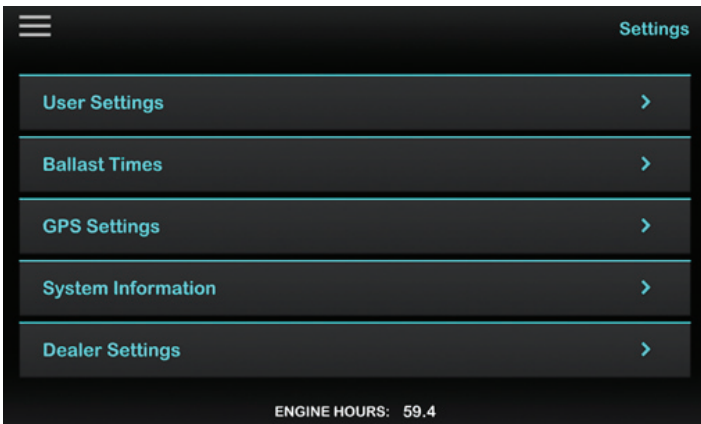 Settings
User Settings
Ballast Times
GPS Settings
System Information
Dealer Settings
ENGINE HOURS: 59.4